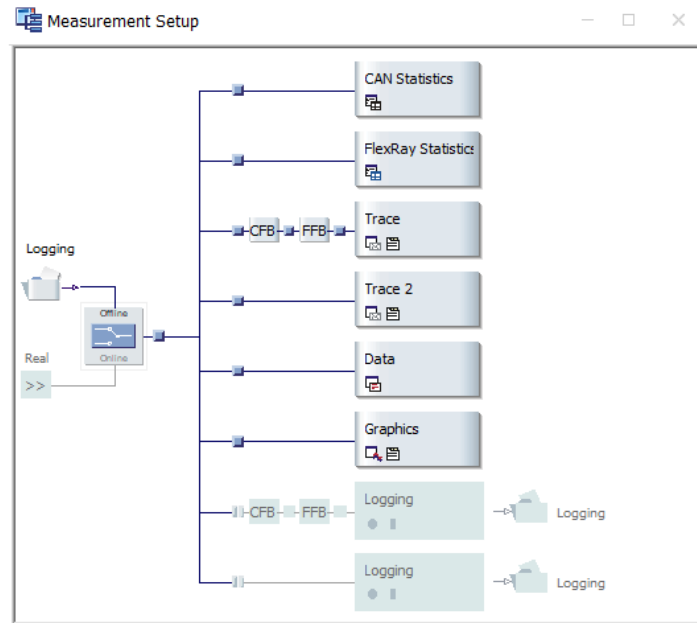 Measurement Setup
CAN Statistics
FlexRay Statistics
CFB FFB Trace
Logging
Trace 2
Offline
Online
Real
>>
Data
Graphics
CFB FFB Logging Logging
Logging Logging